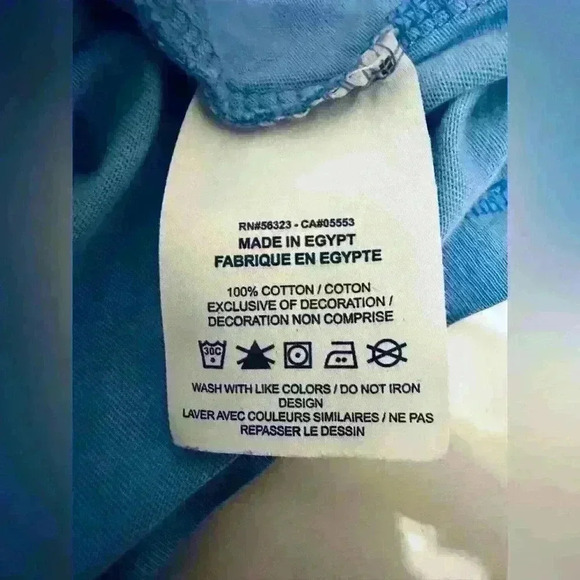 RN#56323 - CA#05553
MADE IN EGYPT
FABRIQUE EN EGYPTE
100% COTTON / COTON
EXCLUSIVE OF DECORATION /
DECORATION NON COMPRISE
30C
WASH WITH LIKE COLORS / DO NOT IRON
DESIGN
LAVER AVEC COULEURS SIMILAIRES / NE PAS
REPASSER LE DESSIN